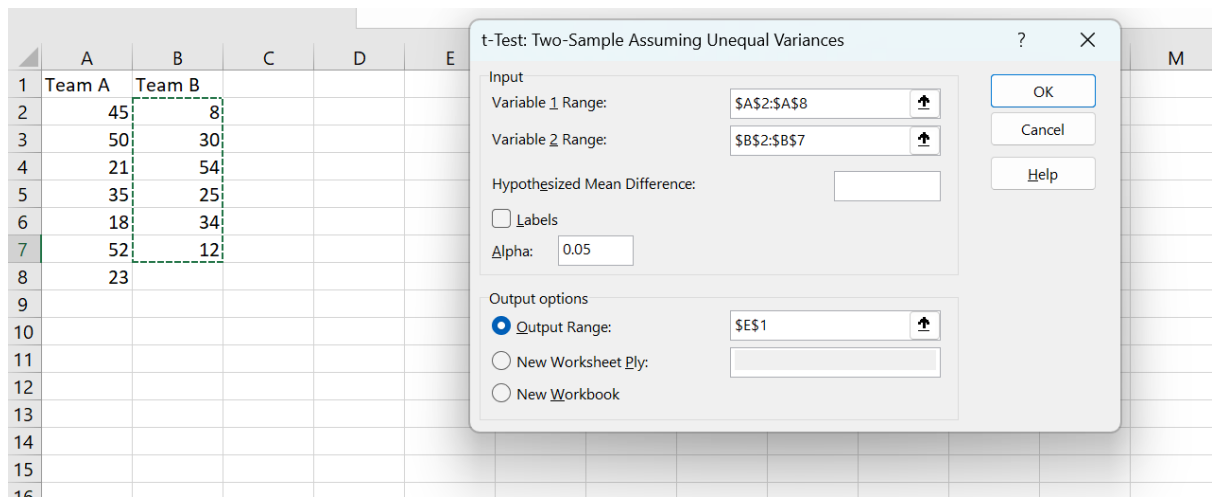 t-Test: Two-Sample Assuming Unequal Variances ? ×
A B C D E M
1 Team A Team B
2 45 8
3 50 30
4 21 54
5 35 25
6 18 34
7 52 12
8 23
9
10
11
12
13
14
15
16
Input
Variable 1 Range: $A$2:$A$8
Variable 2 Range: $B$2:$B$7
Hypothesized Mean Difference:
Labels
Alpha: 0.05
OK
Cancel
Help
Output options
Output Range: $E$1
New Worksheet Ply:
New Workbook